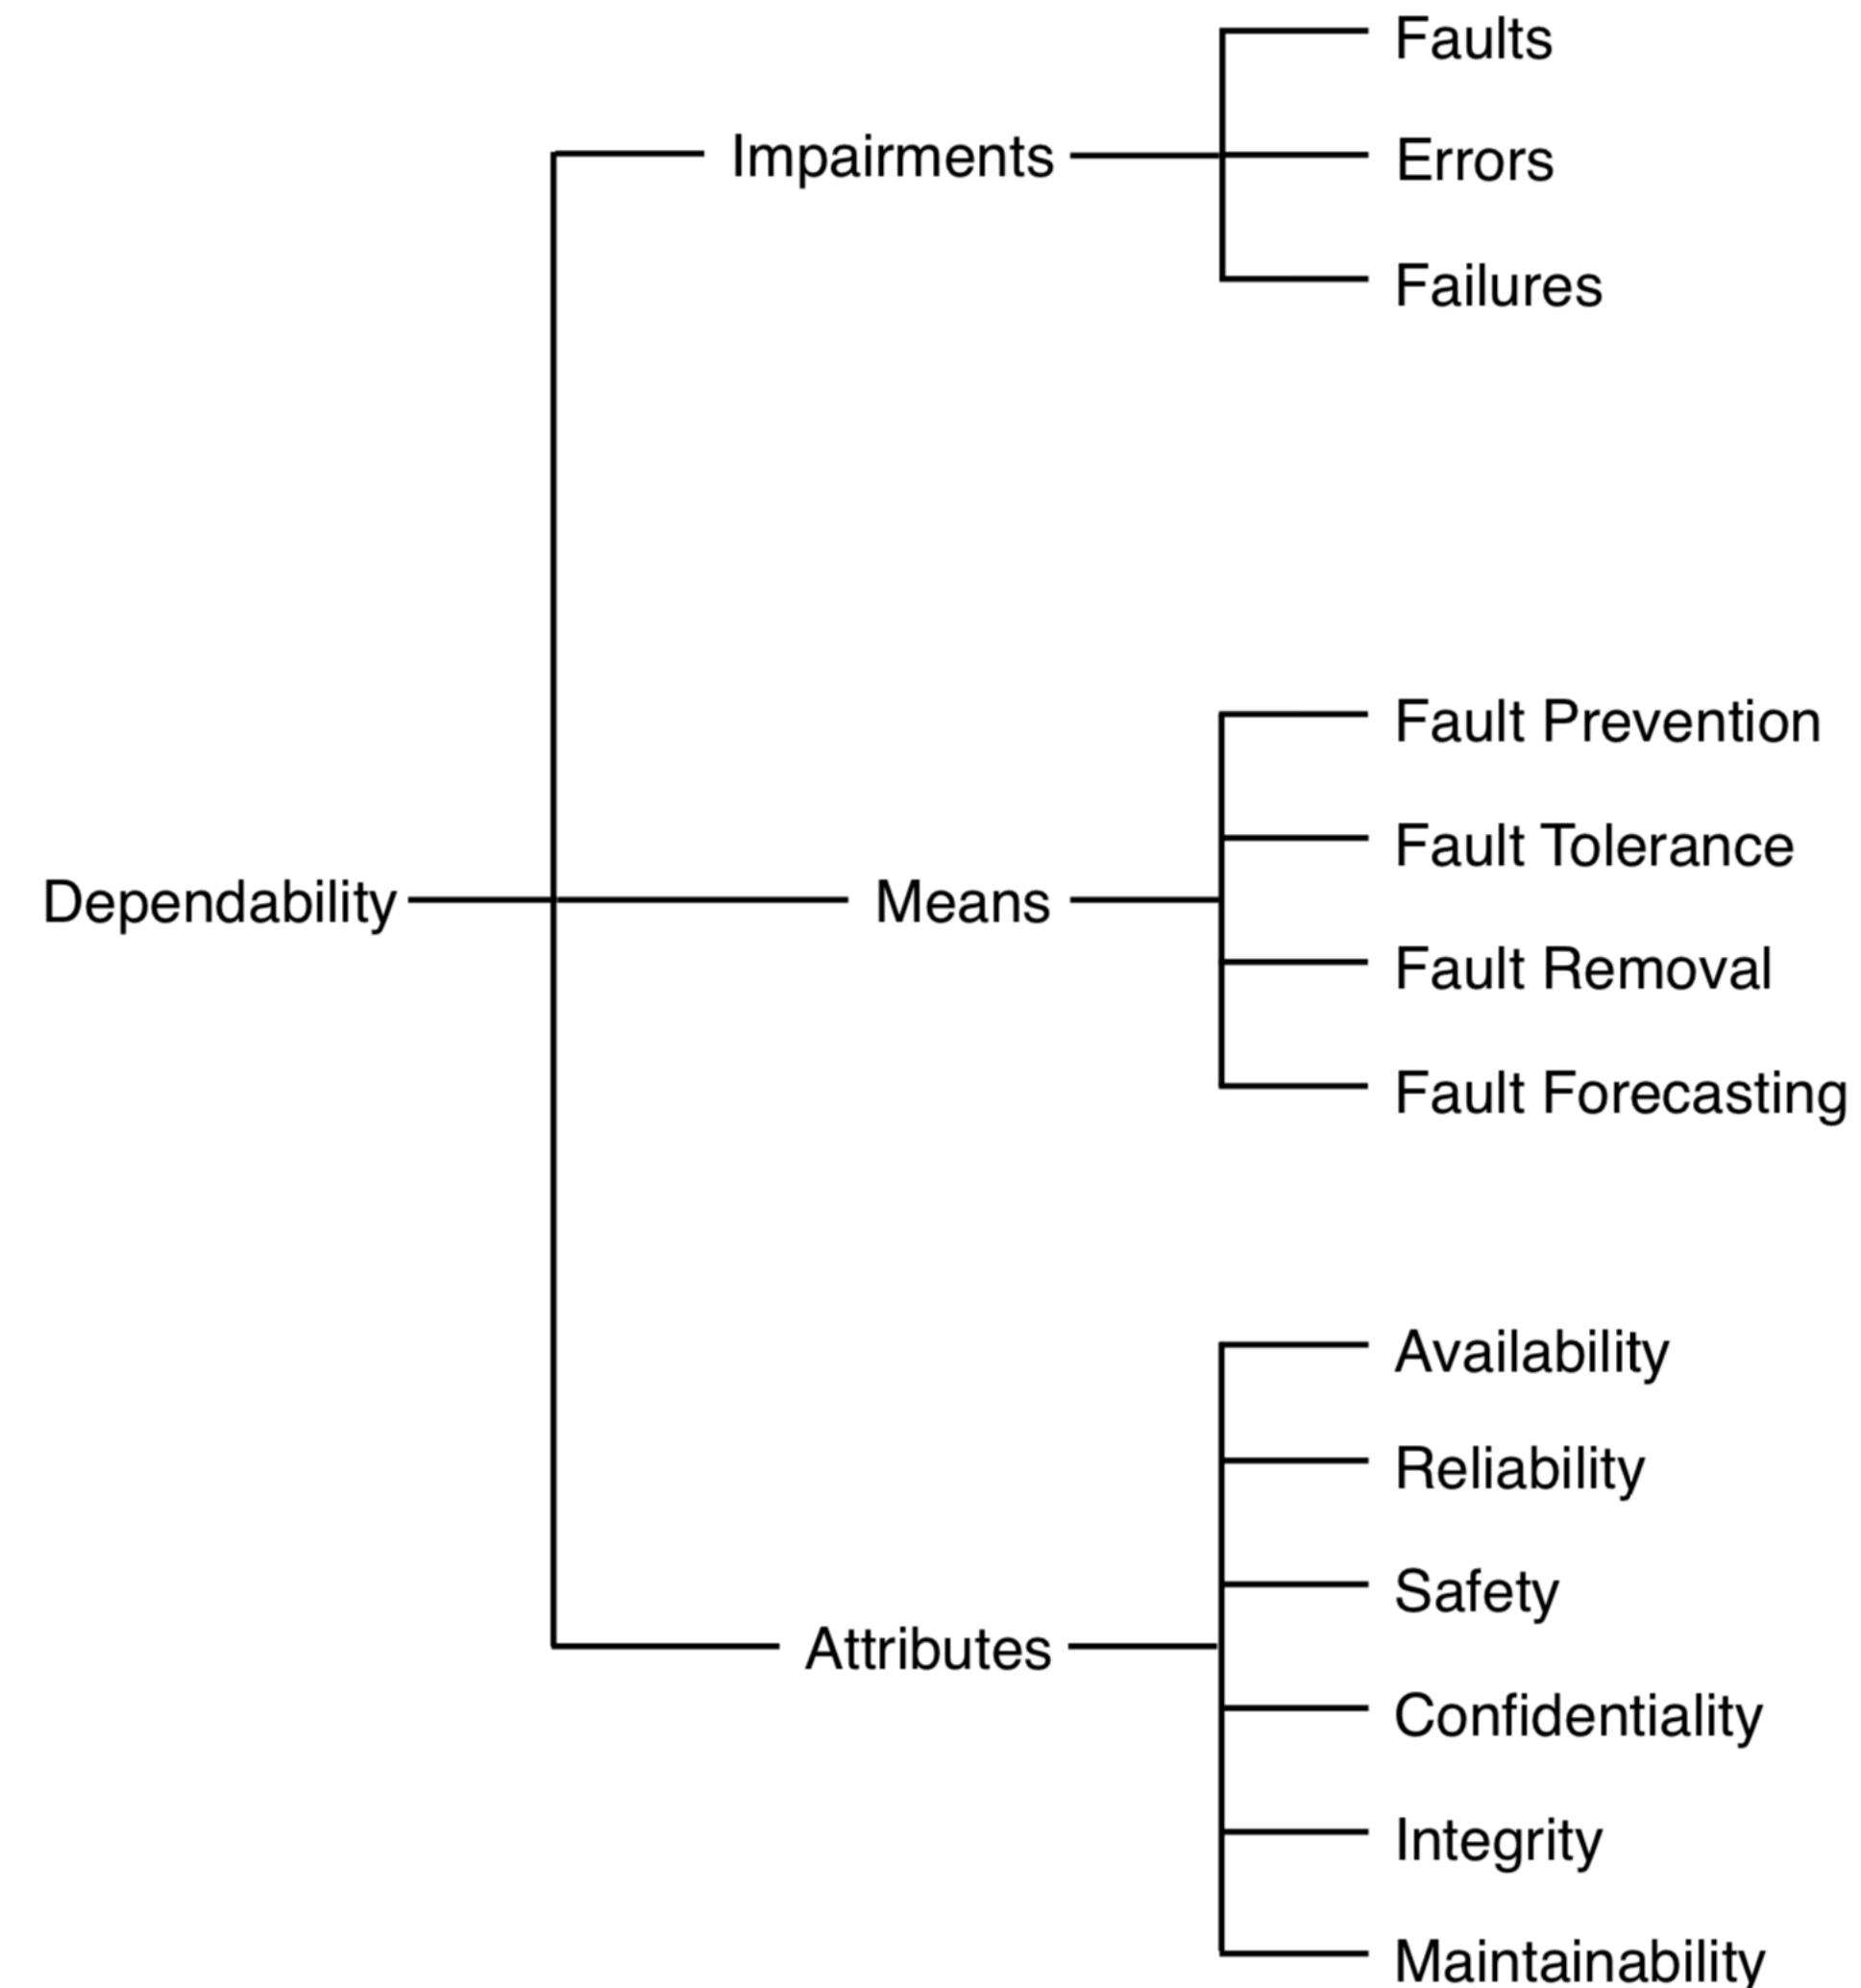 Faults
Impairments
Errors
Failures
Fault Prevention
Fault Tolerance
Dependability
Means
Fault Removal
Fault Forecasting
Availability
Reliability
Safety
Attributes
Confidentiality
Integrity
Maintainability